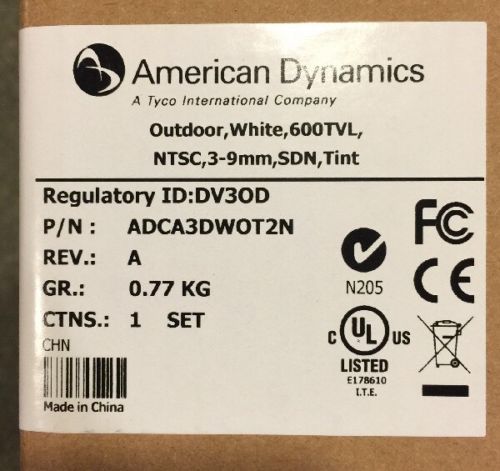 American Dynamics
A Tyco International Company
Outdoor,White,600TVL,
NTSC,3-9mm,SDN,Tint
Regulatory ID:DV3OD
P/N : ADCA3DWOT2N
REV.: A
GR.: 0.77 KG
CTNS.: 1 SET
CHN
Made in China
FC
N205
CE
C UL US
LISTED
E178610
I.T.E.